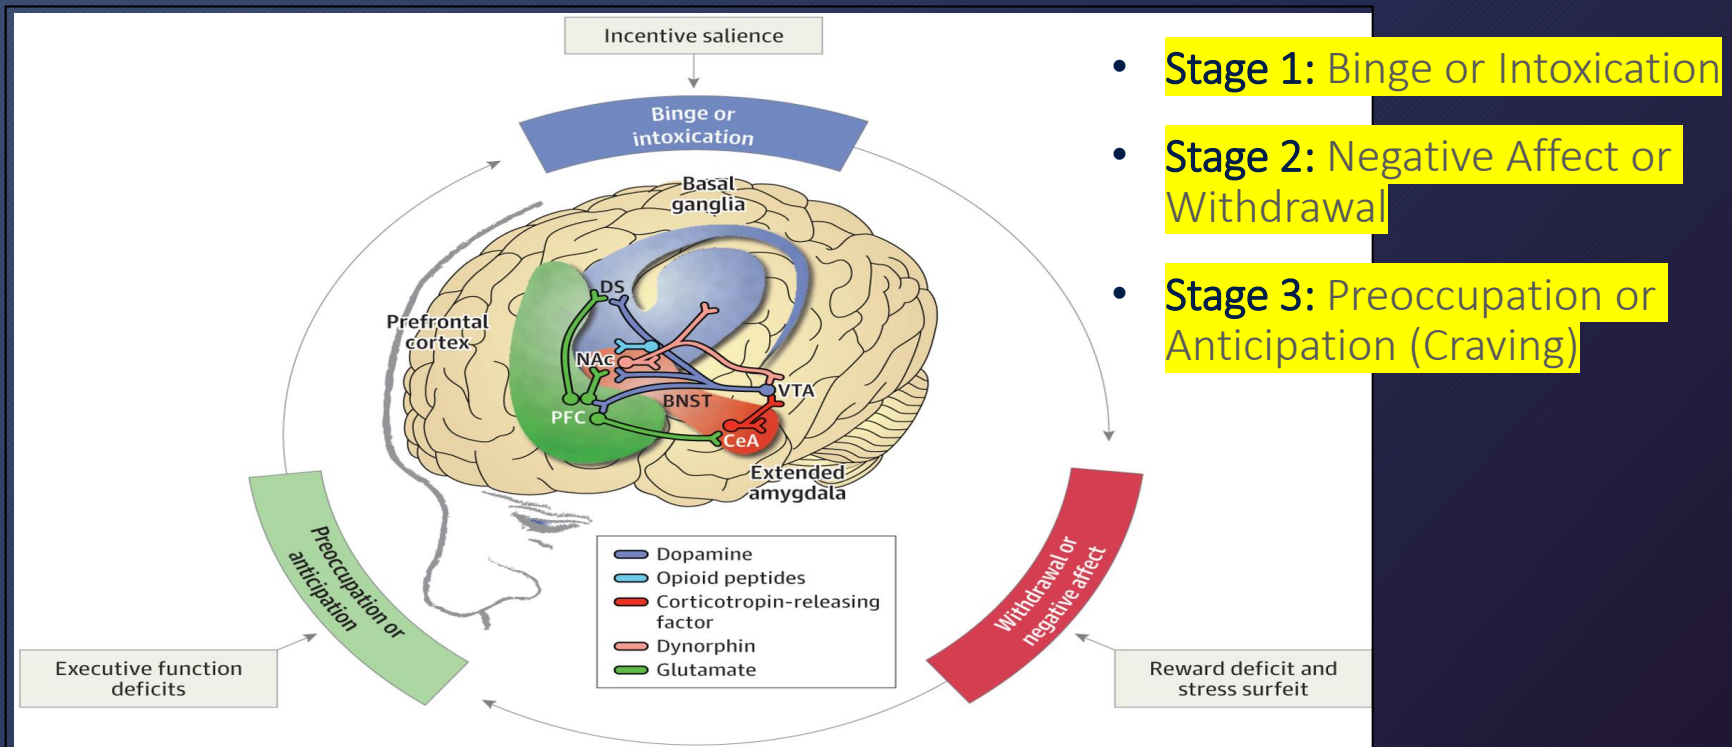 Incentive salience
Binge or
intoxication
Basal
ganglia
DS
Prefrontal
cortex
NAc
VTA
BNST
PFC
CeA
Extended
amygdala
Preoccupation or
anticipation
Withdrawal or
negative affect
Dopamine
Opioid peptides
Corticotropin-releasing
factor
Dynorphin
Glutamate
Executive function
deficits
Reward deficit and
stress surfeit
• Stage 1: Binge or Intoxication
• Stage 2: Negative Affect or
Withdrawal
• Stage 3: Preoccupation or
Anticipation (Craving)